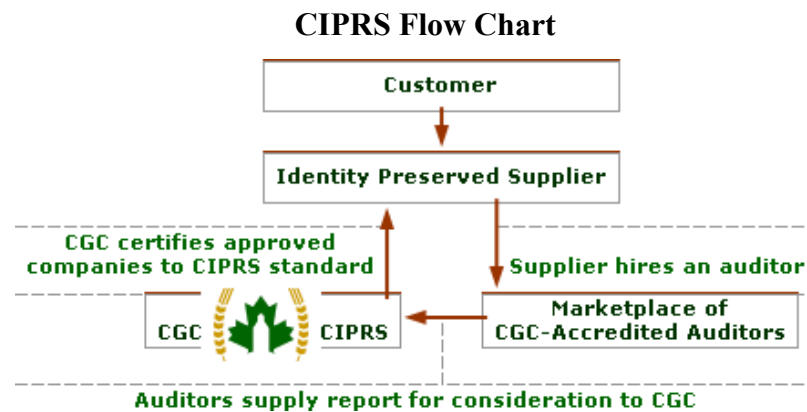 CIPRS Flow Chart
Customer
Identity Preserved Supplier
CGC certifies approved
companies to CIPRS standard
Supplier hires an auditor
CGC CIPRS
Marketplace of
CGC-Accredited Auditors
Auditors supply report for consideration to CGC